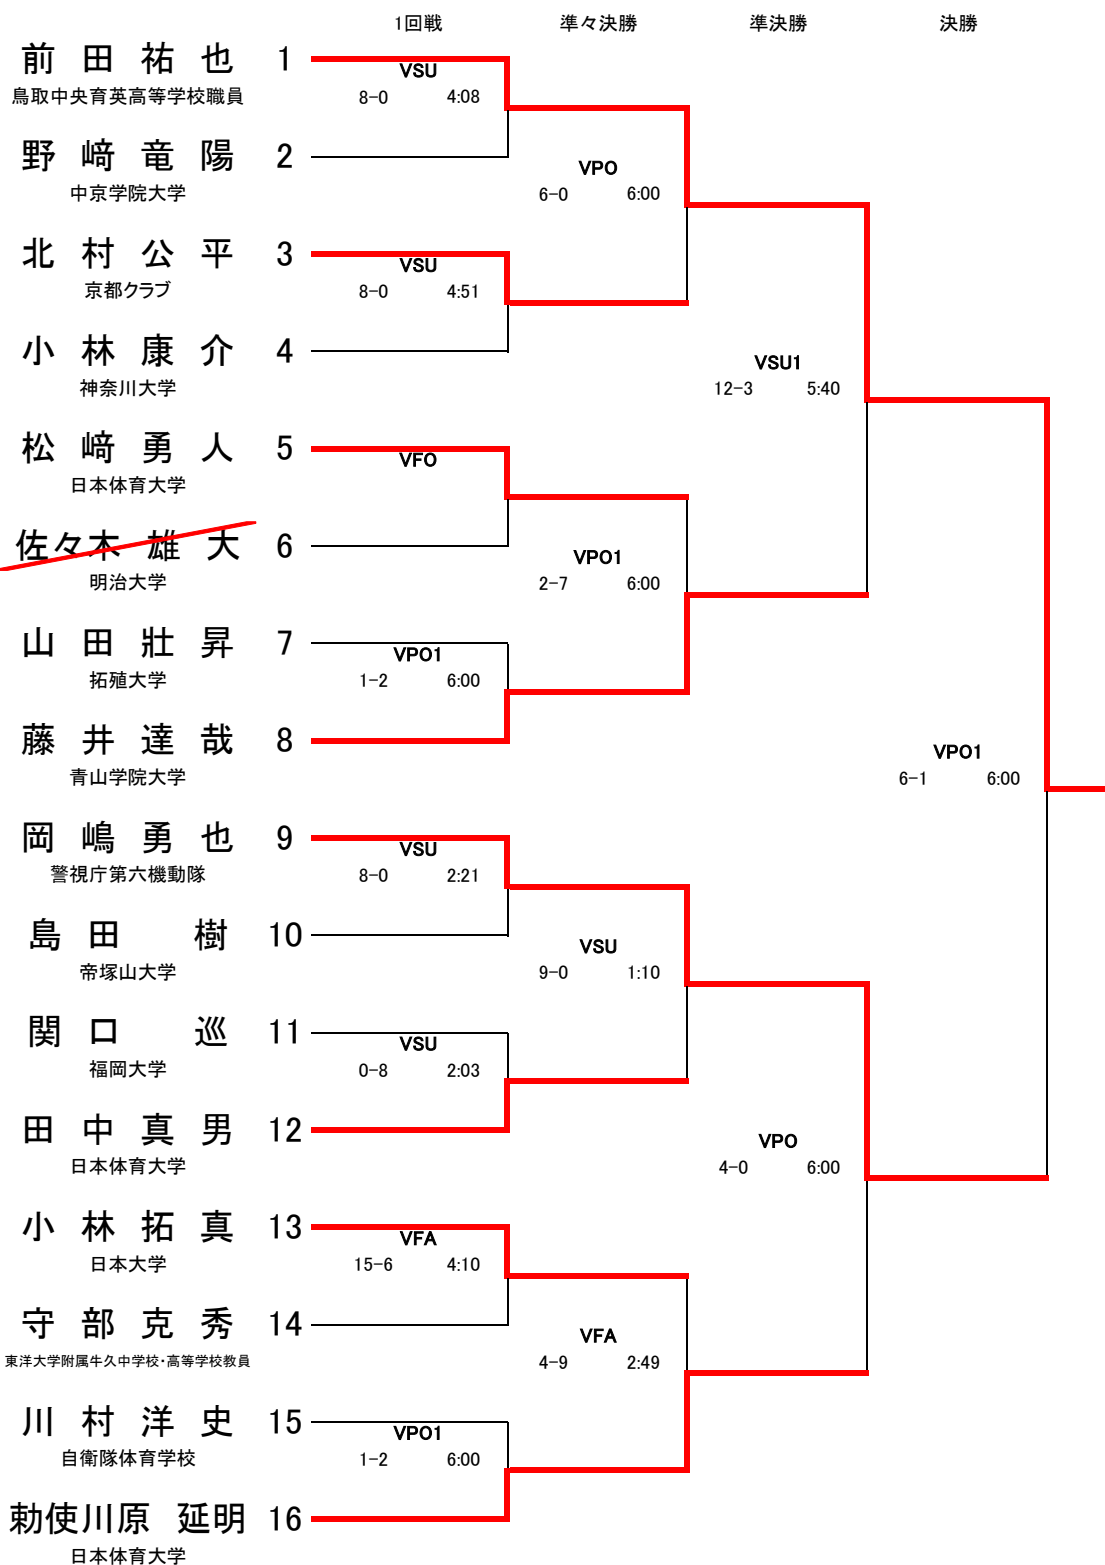 1回戦 準々決勝 準決勝 決勝
前田祐也 1
鳥取中央育英高等学校職員
VSU
8-0 4:08
野﨑竜陽 2
中京学院大学
VPO
6-0 6:00
北村公平 3
京都クラブ
VSU
8-0 4:51
小林康介 4
神奈川大学
VSU1
12-3 5:40
松﨑勇人 5
日本体育大学
VFO
佐々木雄大 6
明治大学
VPO1
2-7 6:00
山田壯昇 7
拓殖大学
VPO1
1-2 6:00
藤井達哉 8
青山学院大学
VPO1
6-1 6:00
岡嶋勇也 9
警視庁第六機動隊
VSU
8-0 2:21
島田 樹 10
帝塚山大学
VSU
9-0 1:10
関口 巡 11
福岡大学
VSU
0-8 2:03
田中真男 12
日本体育大学
VPO
4-0 6:00
小林拓真 13
日本大学
VFA
15-6 4:10
守部克秀 14
東洋大学附属牛久中学校・高等学校教員
VFA
4-9 2:49
川村洋史 15
自衛隊体育学校
VPO1
1-2 6:00
勅使川原 延明 16
日本体育大学